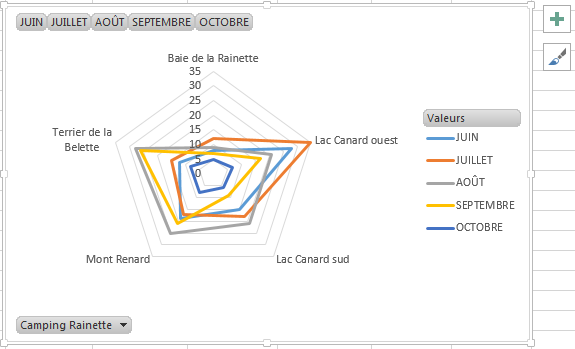 JUIN JUILLET AOÛT SEPTEMBRE OCTOBRE
Baie de la Rainette
35
30
25
20
15
10
5
0
Lac Canard ouest
Lac Canard sud
Mont Renard
Terrier de la
Belette
Valeurs
JUIN
JUILLET
AOÛT
SEPTEMBRE
OCTOBRE
Camping Rainette